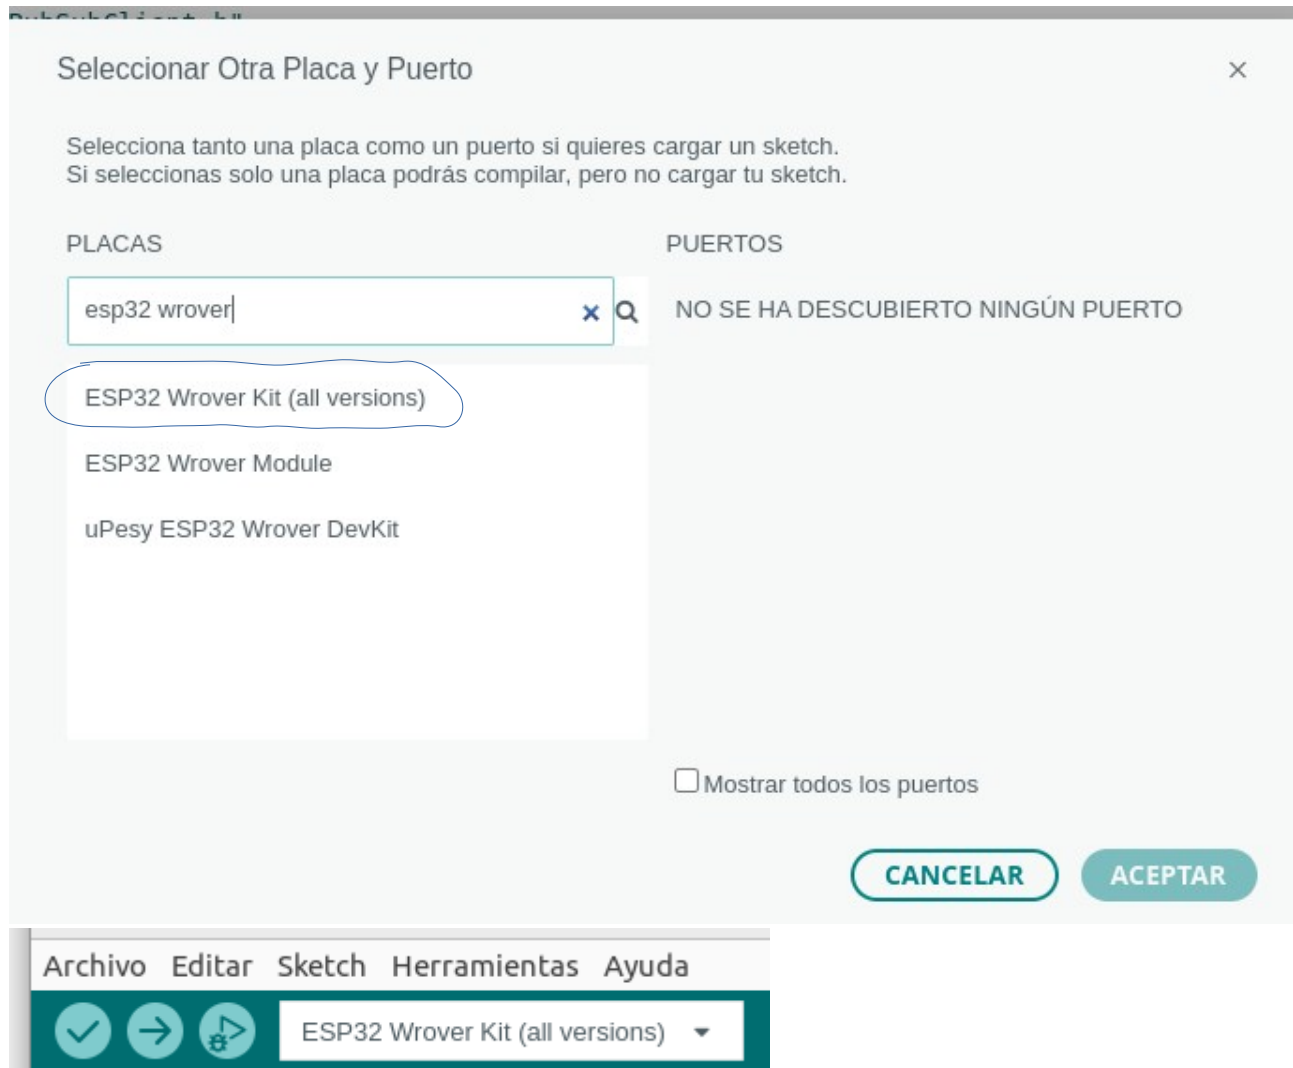 PubSubClient.h"
Seleccionar Otra Placa y Puerto
Selecciona tanto una placa como un puerto si quieres cargar un sketch.
Si seleccionas solo una placa podrás compilar, pero no cargar tu sketch.
PLACAS
PUERTOS
esp32 wrover
NO SE HA DESCUBIERTO NINGÚN PUERTO
ESP32 Wrover Kit (all versions)
ESP32 Wrover Module
uPesy ESP32 Wrover DevKit
Mostrar todos los puertos
CANCELAR
ACEPTAR
Archivo Editar Sketch Herramientas Ayuda
ESP32 Wrover Kit (all versions)